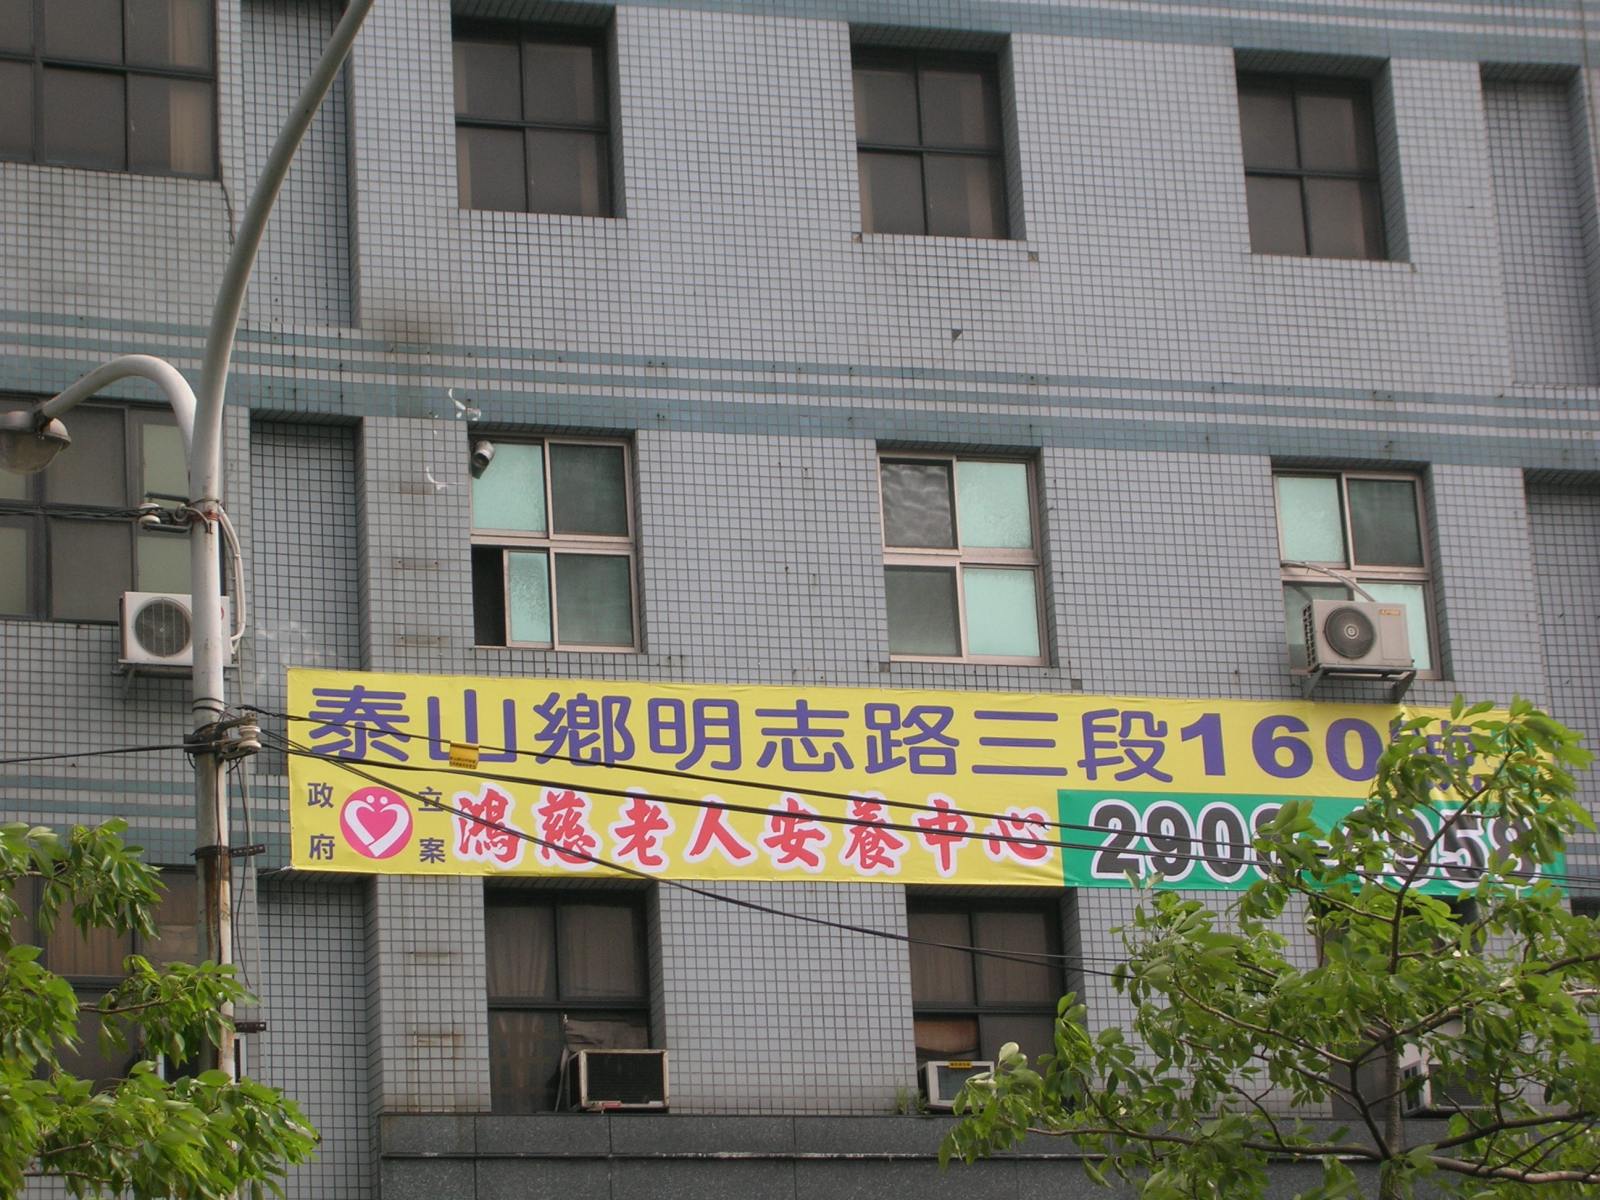 泰山鄉明志路三段160號
政府立案
鴻慈老人安養中心